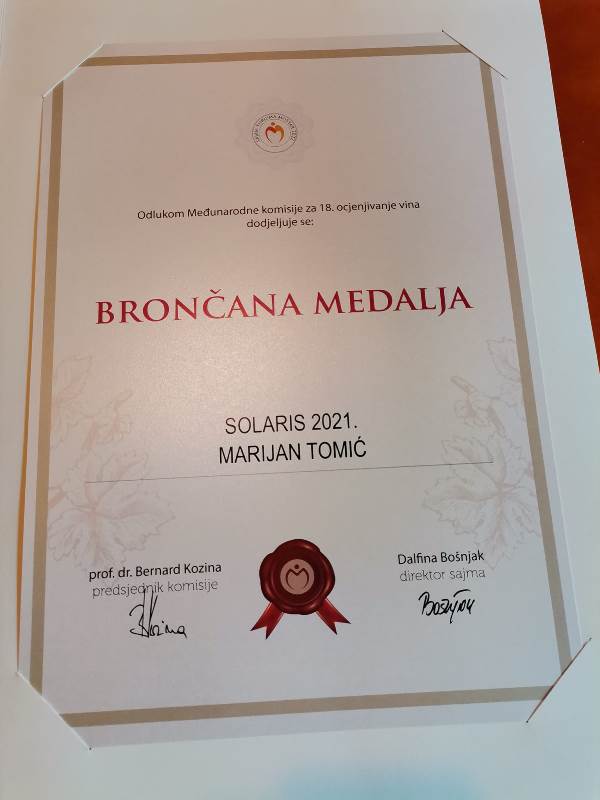 Odlukom Međunarodne komisije za 18. ocjenjivanje vina
dodjeljuje se:
BRONČANA MEDALJA
SOLARIS 2021.
MARIJAN TOMIĆ
prof. dr. Bernard Kozina
predsjednik komisije
Dalfina Bošnjak
direktor sajma